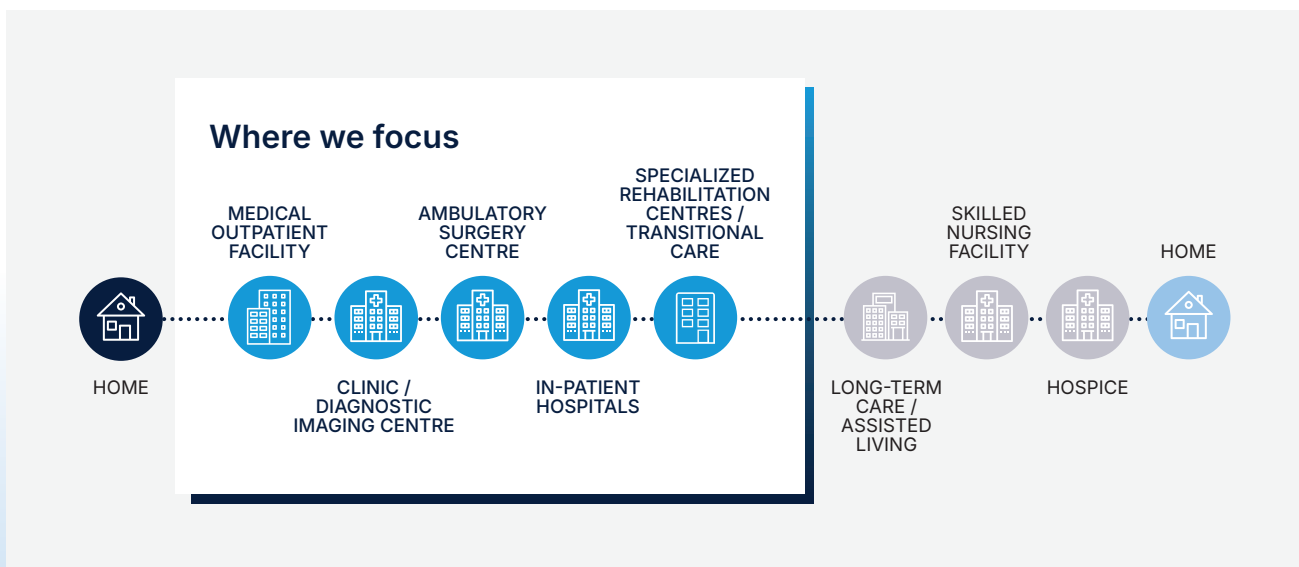 Where we focus
HOME
MEDICAL
OUTPATIENT
FACILITY
CLINIC /
DIAGNOSTIC
IMAGING CENTRE
AMBULATORY
SURGERY
CENTRE
IN-PATIENT
HOSPITALS
SPECIALIZED
REHABILITATION
CENTRES /
TRANSITIONAL
CARE
LONG-TERM
CARE /
ASSISTED
LIVING
SKILLED
NURSING
FACILITY
HOSPICE
HOME